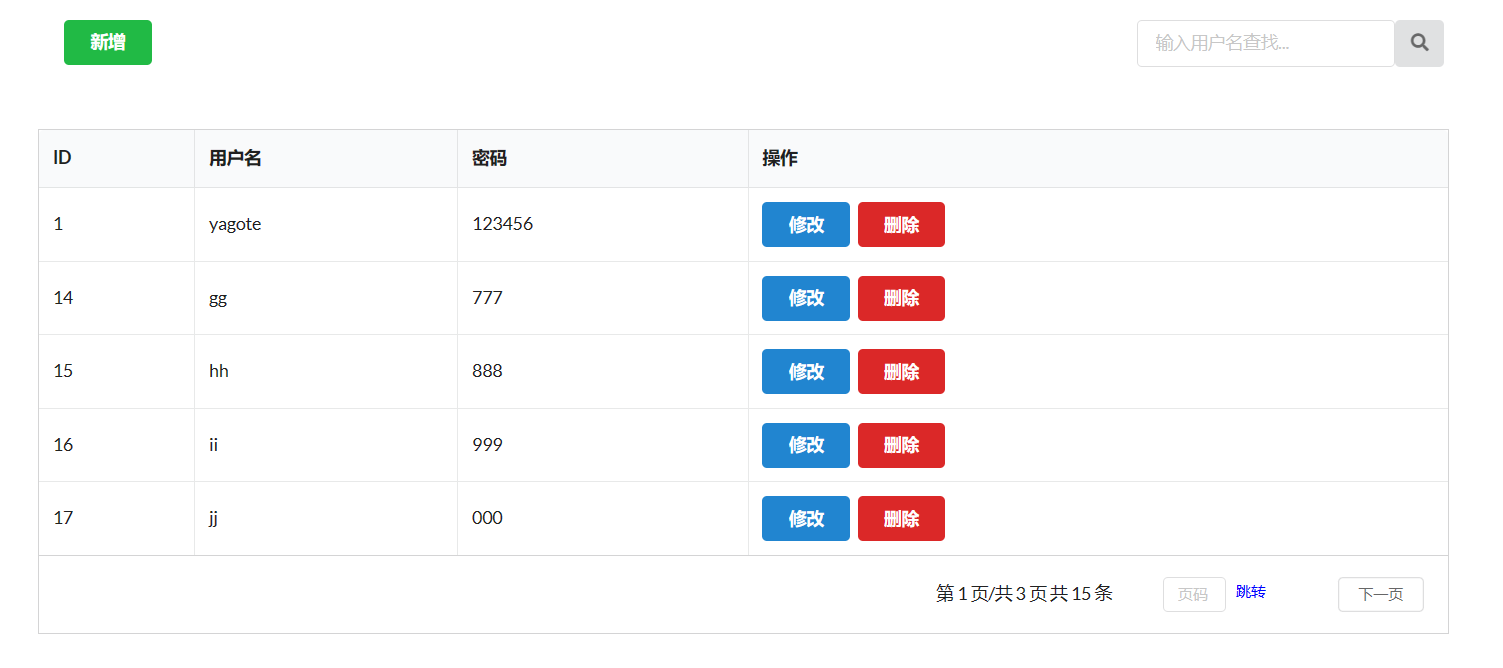 新增 输入用户名查找...
ID 用户名 密码 操作
1 yagote 123456 修改 删除
14 gg 777 修改 删除
15 hh 888 修改 删除
16 ii 999 修改 删除
17 jj 000 修改 删除
第 1 页/共 3 页 共 15 条 页码 跳转 下一页